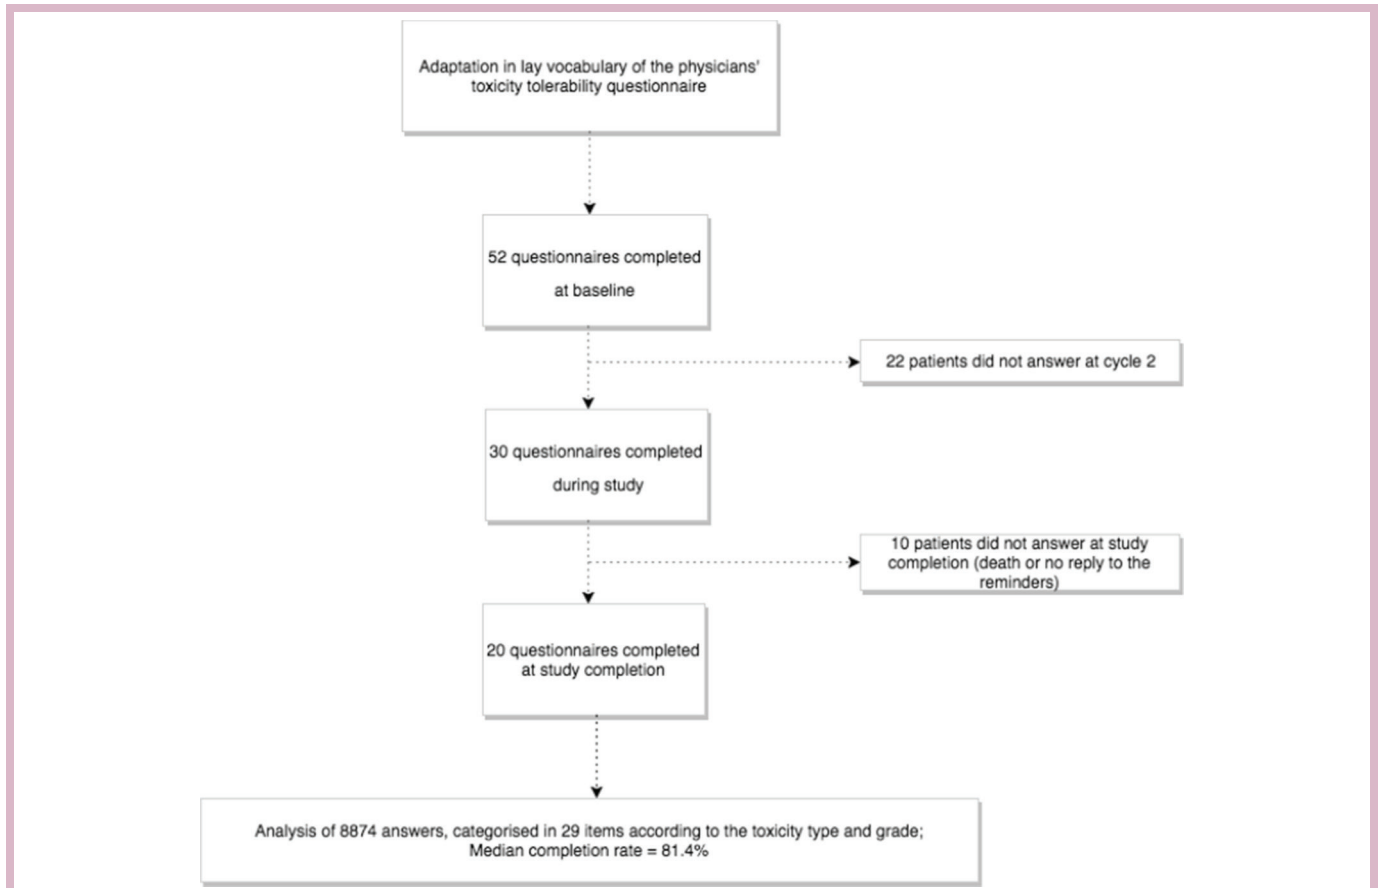 Adaptation in lay vocabulary of the physicians'
toxicity tolerability questionnaire
52 questionnaires completed
at baseline
22 patients did not answer at cycle 2
30 questionnaires completed
during study
10 patients did not answer at study
completion (death or no reply to the
reminders)
20 questionnaires completed
at study completion
Analysis of 8874 answers, categorised in 29 items according to the toxicity type and grade;
Median completion rate = 81.4%